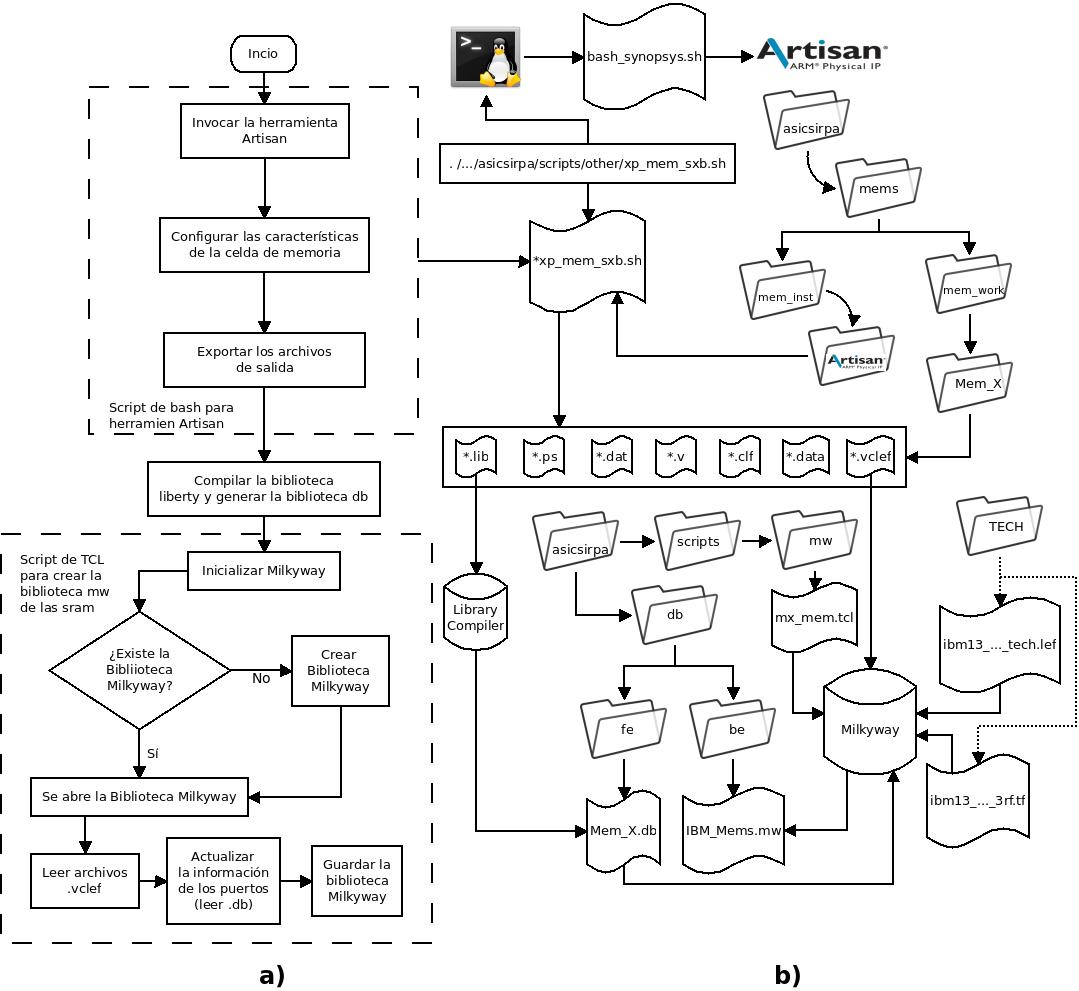 Incio
Invocar la herramienta
Artisan
Configurar las características
de la celda de memoria
Exportar los archivos
de salida
Script de bash para
herramien Artisan
Compilar la biblioteca
liberty y generar la biblioteca db
Script de TCL
para crear la
biblioteca mw
de las sram
Inicializar Milkyway
¿Existe la
Bibliioteca
Milkyway?
No
Crear
Biblioteca
Milkyway
Sí
Se abre la Biblioteca Milkyway
Leer archivos
.vclef
Actualizar
la información
de los puertos
(leer .db)
Guardar la
biblioteca
Milkyway
a)
>_
bash_synopsys.sh
Artisan
ARM® Physical IP
. /.../asicsirpa/scripts/other/xp_mem_sxb.sh
*xp_mem_sxb.sh
asicsirpa
mems
mem_inst
mem_work
Artisan
ARM® Physical IP
Mem_X
*.lib
*.ps
*.dat
*.v
*.clf
*.data
*.vclef
asicsirpa
scripts
mw
TECH
Library
Compiler
db
mx_mem.tcl
ibm13_..._tech.lef
fe
be
Milkyway
Mem_X.db
IBM_Mems.mw
ibm13_..._3rf.tf
b)